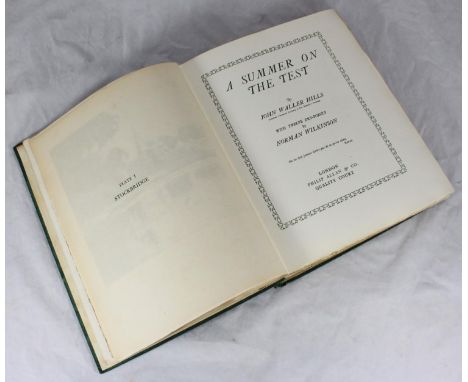 PLATE I
STOCKBRIDGE
A SUMMER ON
THE TEST
By
JOHN WALLER HILLS
WITH TWELVE DRYPOINTS
by
NORMAN WILKINSON
LONDON
PHILIP ALLAN & CO.
QUALITY COURT